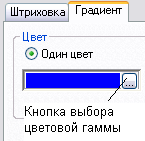 Штриховка Градиент
Цвет
Один цвет
...
Кнопка выбора
цветовой гаммы